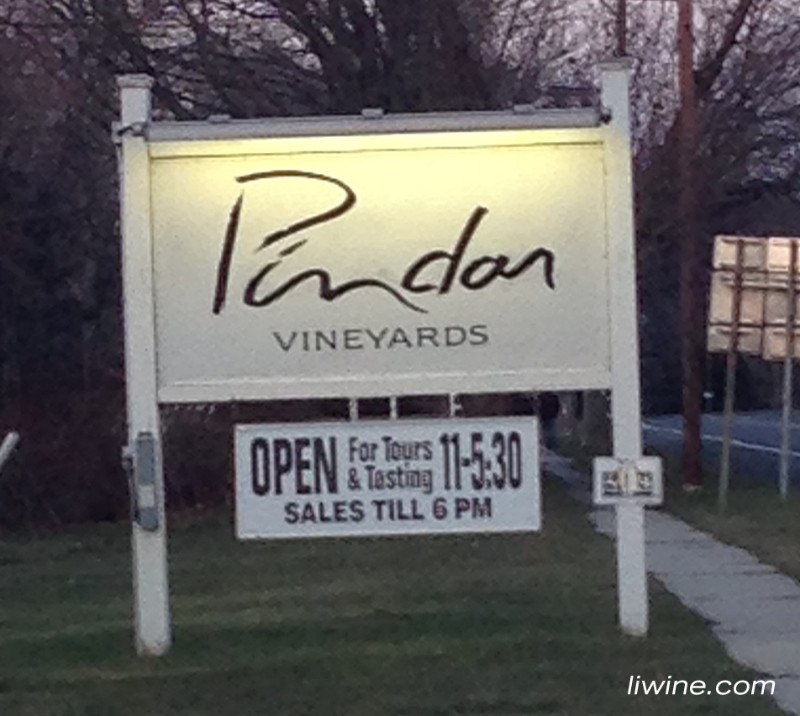 Pindar
VINEYARDS
OPEN For Tours & Tasting 11-5:30
SALES TILL 6 PM
liwine.com